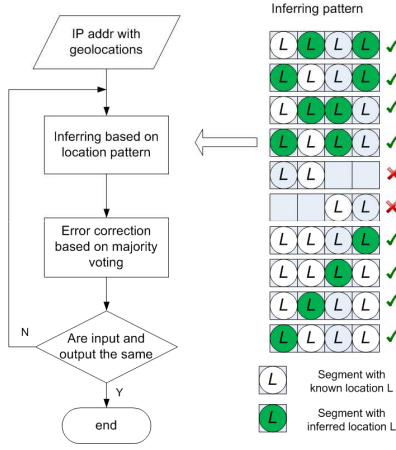 Inferring pattern
IP addr with
geolocations
Inferring based on
location pattern
Error correction
based on majority
voting
N
Are input and
output the same
Y
end
L L L L
L L L L
L L L L
L L L L
L L
L L
L L L L
L L L L
L L L L
L L L L
L
Segment with
known location L
L
Segment with
inferred location L